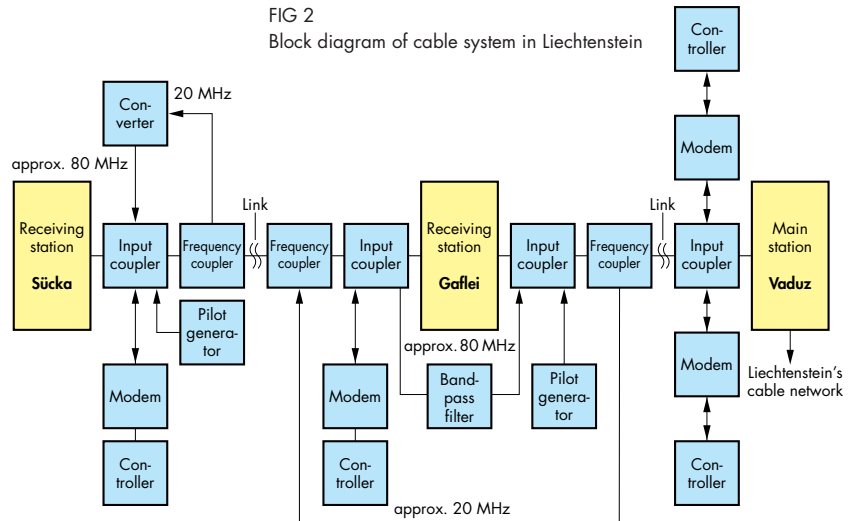 FIG 2
Block diagram of cable system in Liechtenstein
Con-
troller
20 MHz
Con-
verter
Modem
approx. 80 MHz
Receiving
station
Sücka
Input
coupler
Frequency
coupler
Link
Frequency
coupler
Input
coupler
Receiving
station
Gaflei
Input
coupler
Frequency
coupler
Link
Input
coupler
Main
station
Vaduz
Pilot
genera-
tor
approx. 80 MHz
Modem
Modem
Band-
pass
filter
Pilot
genera-
tor
Modem
Liechtenstein's
cable network
Con-
troller
Con-
troller
Con-
troller
approx. 20 MHz